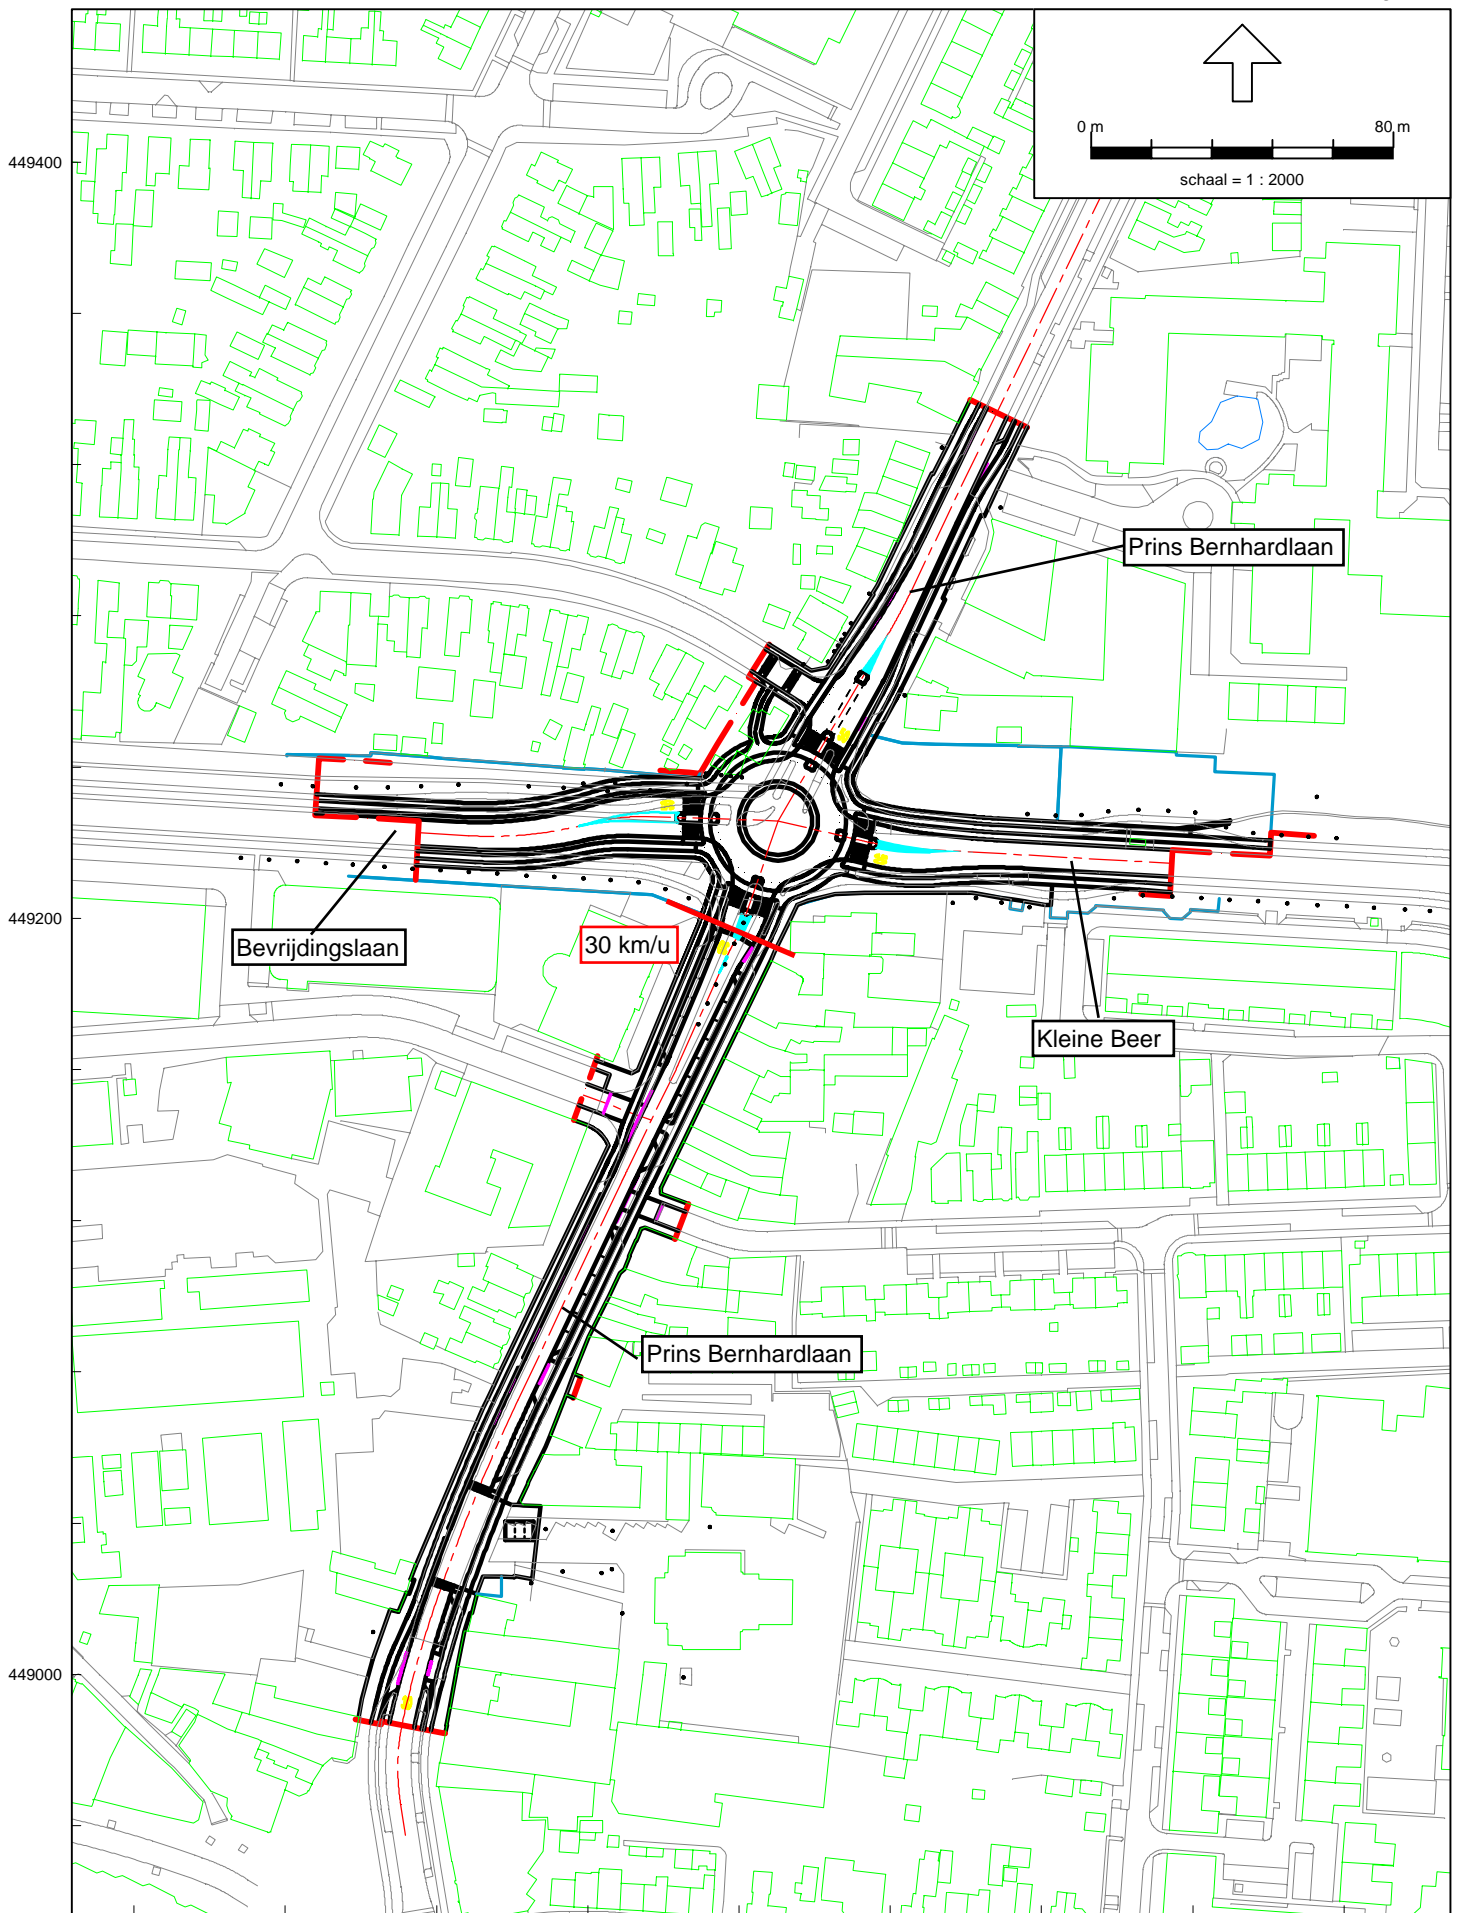 0 m
80 m
schaal = 1 : 2000
449400
Prins Bernhardlaan
449200
Bevrijdingslaan
30 km/u
Kleine Beer
Prins Bernhardlaan
449000